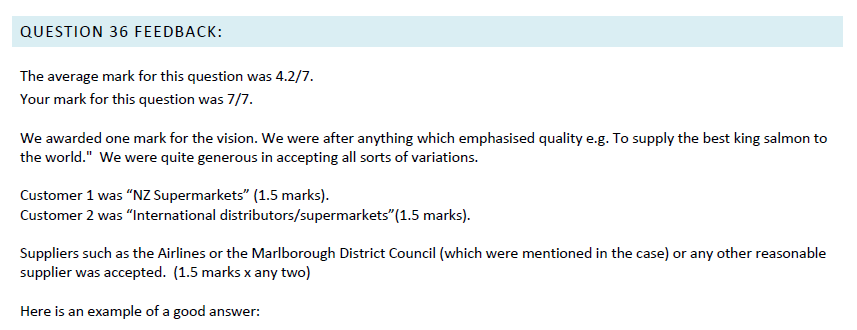 QUESTION 36 FEEDBACK:
The average mark for this question was 4.2/7.
Your mark for this question was 7/7.
We awarded one mark for the vision. We were after anything which emphasised quality e.g. To supply the best king salmon to
the world."  We were quite generous in accepting all sorts of variations.
Customer 1 was “NZ Supermarkets” (1.5 marks).
Customer 2 was “International distributors/supermarkets”(1.5 marks).
Suppliers such as the Airlines or the Marlborough District Council (which were mentioned in the case) or any other reasonable
supplier was accepted.  (1.5 marks x any two)
Here is an example of a good answer: